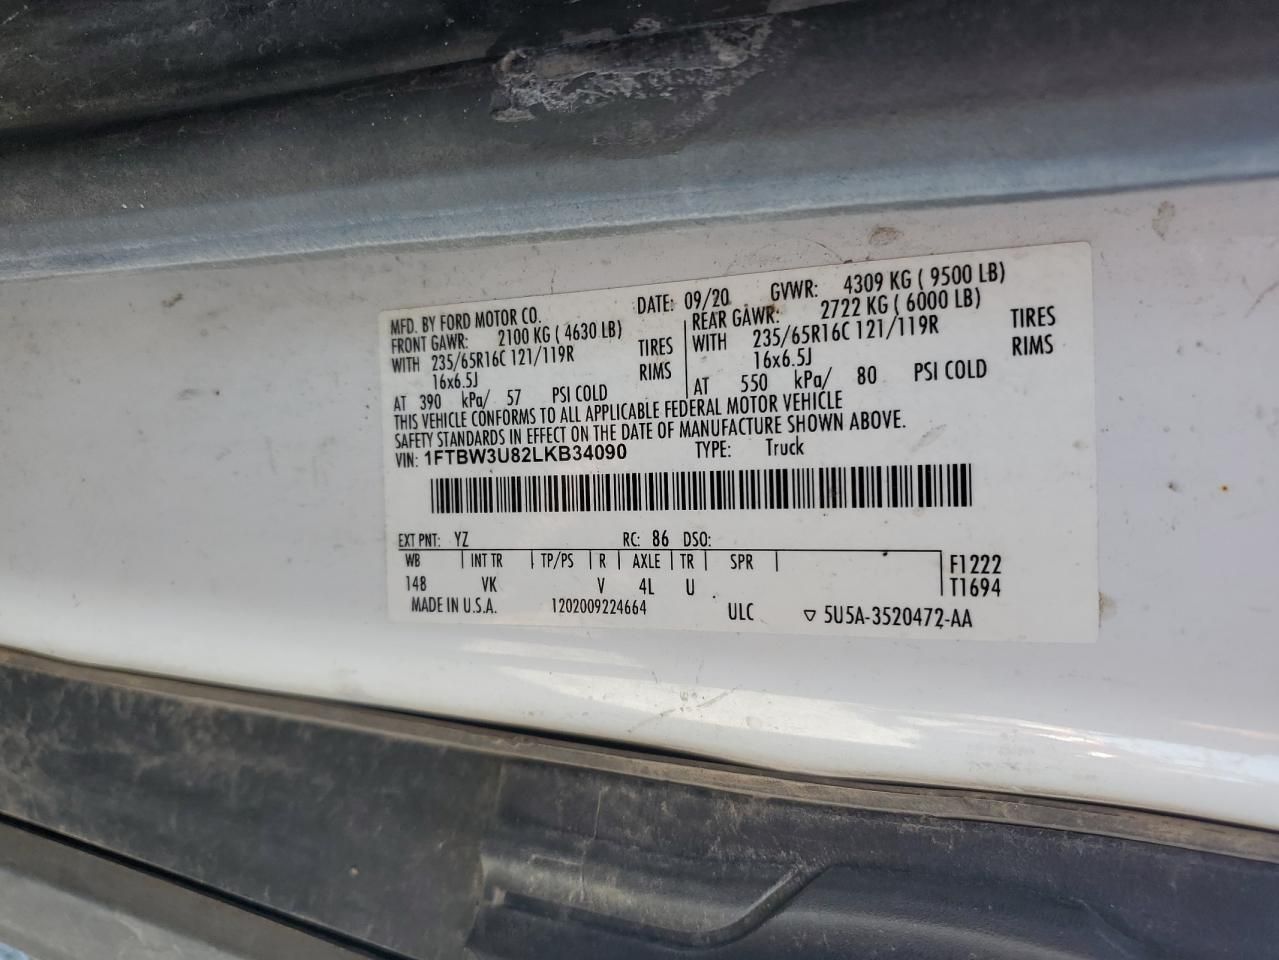 MFD. BY FORD MOTOR CO. DATE: 09/20 GVWR: 4309 KG ( 9500 LB)
FRONT GAWR: 2100 KG ( 4630 LB) REAR GAWR: 2722 KG ( 6000 LB)
WITH 235/65R16C 121/119R TIRES WITH 235/65R16C 121/119R TIRES
16x6.5J RIMS 16x6.5J RIMS
AT 390 kPa/ 57 PSI COLD AT 550 kPa/ 80 PSI COLD
THIS VEHICLE CONFORMS TO ALL APPLICABLE FEDERAL MOTOR VEHICLE
SAFETY STANDARDS IN EFFECT ON THE DATE OF MANUFACTURE SHOWN ABOVE.
VIN: 1FTBW3U82LKB34090 TYPE: Truck
EXT PNT: YZ RC: 86 DSO:
WB INT TR TP/PS R AXLE TR SPR F1222
148 VK V 4L U T1694
MADE IN U.S.A. 1202009224664 ULC ▽ 5U5A-3520472-AA